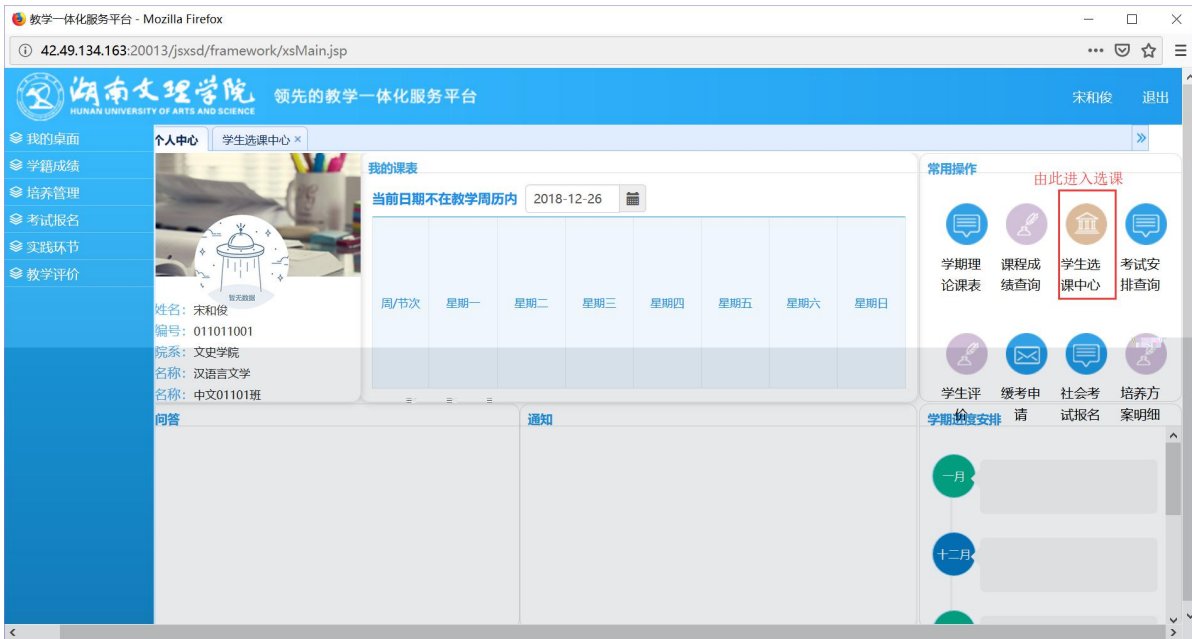 教学一体化服务平台 - Mozilla Firefox
42.49.134.163:20013/jsxsd/framework/xsMain.jsp
湖南文理学院
HUNAN UNIVERSITY OF ARTS AND SCIENCE
领先的教学一体化服务平台
宋和俊 退出
我的桌面
学籍成绩
培养管理
考试报名
实践环节
教学评价
个人中心 学生选课中心 ×
暂无数据
姓名：宋和俊
编号：011011001
院系：文史学院
名称：汉语言文学
名称：中文01101班
我的课表
当前日期不在教学周历内 2018-12-26
周/节次 星期一 星期二 星期三 星期四 星期五 星期六 星期日
常用操作
由此进入选课
学期理论课表
课程成绩查询
学生选课中心
考试安排查询
学生评价
缓考申请
社会考试报名
培养方案明细
问答
通知
学期进度安排
一月
十二月